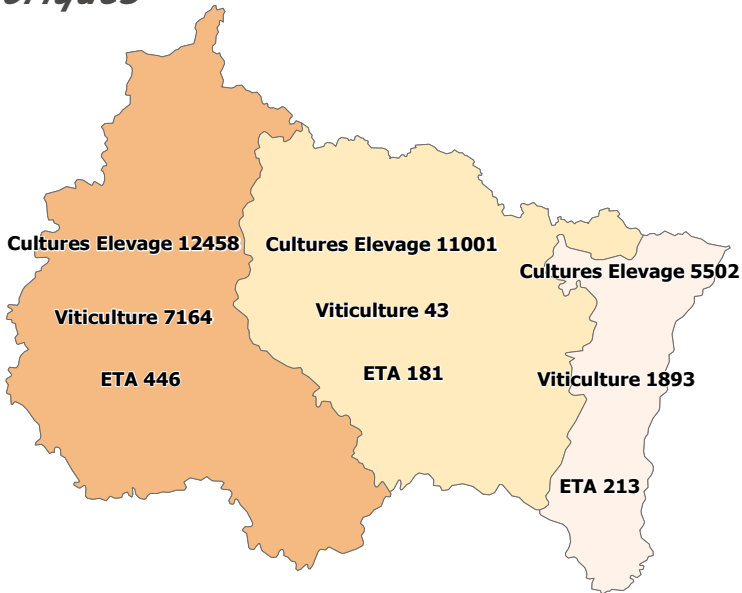 Cultures Elevage 12458
Viticulture 7164
ETA 446
Cultures Elevage 11001
Viticulture 43
ETA 181
Cultures Elevage 5502
Viticulture 1893
ETA 213